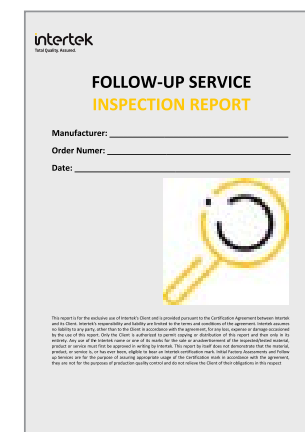 intertek
Total Quality. Assured.
FOLLOW-UP SERVICE
INSPECTION REPORT
Manufacturer:
Order Numer:
Date:
This report is for the exclusive use of Intertek's Client and is provided pursuant to the Certification Agreement between Intertek
and its Client. Intertek's responsibility and liability are limited to the terms and conditions of the agreement. Intertek assumes
no liability to any party, other than to the Client in accordance with the agreement, for any loss, expense or damage occasioned
by the use of this report. Only the Client is authorized to permit copying or distribution of this report and then only in its
entirety. Any use of the Intertek name or one of its marks for the sale or advertisement of the inspected/tested material,
product or service must first be approved in writing by Intertek. This report by itself does not demonstrate that the material,
product, or service is, or has ever been, eligible to bear an Intertek certification mark. Initial Factory Assessments and Follow
up Services are for the purpose of assuring appropriate usage of the Certification mark in accordance with the agreement,
they are not for the purposes of production quality control and do not relieve the Client of their obligations in this respect